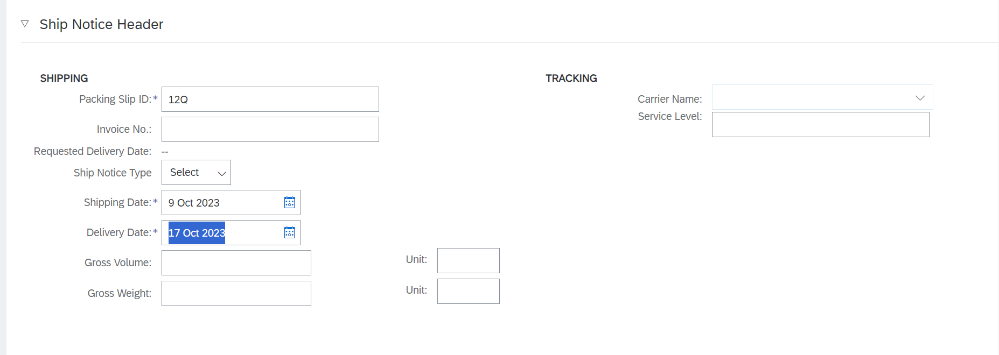 Ship Notice Header
SHIPPING
Packing Slip ID:* 12Q
Invoice No.:
Requested Delivery Date: --
Ship Notice Type Select
Shipping Date:* 9 Oct 2023
Delivery Date:* 17 Oct 2023
Gross Volume: Unit:
Gross Weight: Unit:
TRACKING
Carrier Name:
Service Level: